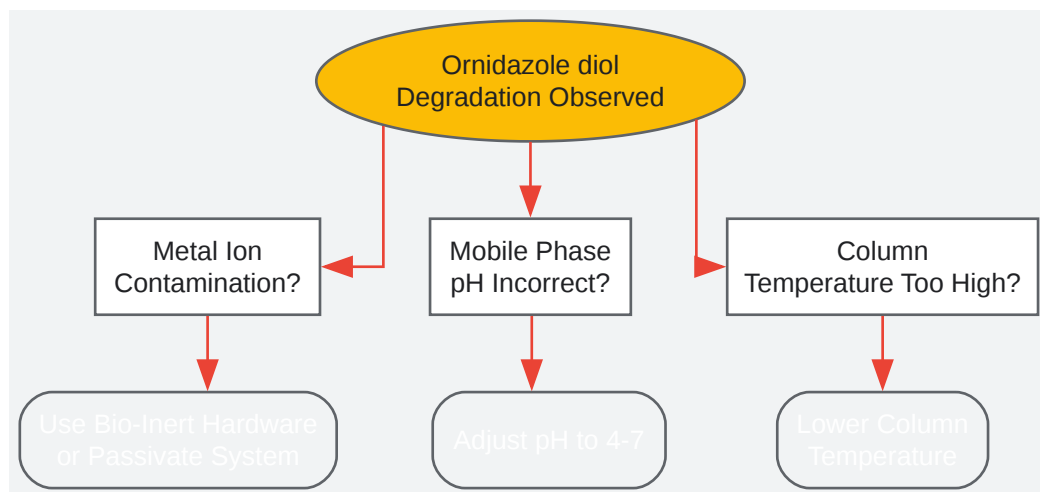 Ornidazole diol
Degradation Observed
Metal Ion
Contamination?
Mobile Phase
pH Incorrect?
Column
Temperature Too High?
Use Bio-Inert Hardware
or Passivate System
Adjust pH to 4-7
Lower Column
Temperature